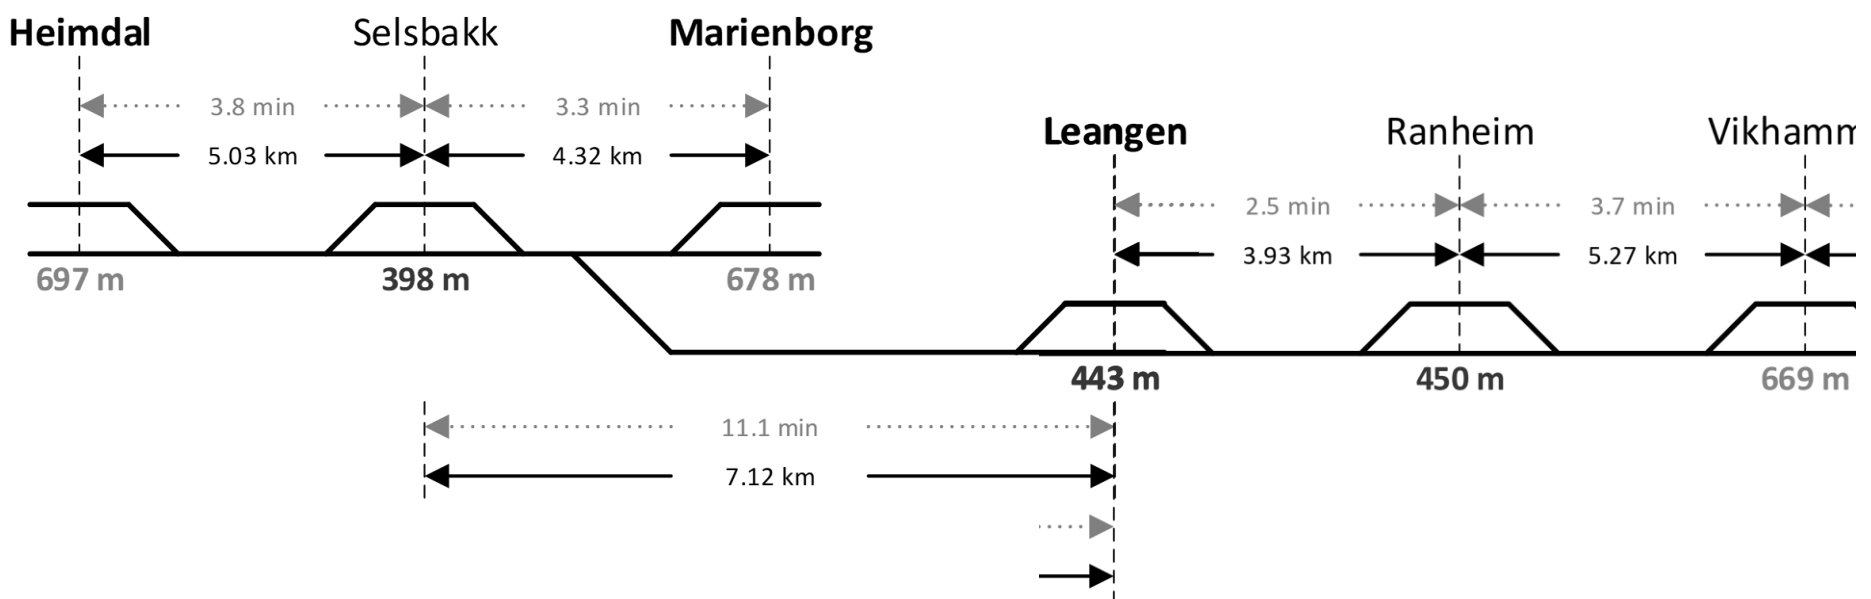 Heimdal Selsbakk Marienborg
3.8 min 3.3 min
5.03 km 4.32 km
Leangen Ranheim Vikhamm
2.5 min 3.7 min
3.93 km 5.27 km
697 m 398 m 678 m
443 m 450 m 669 m
11.1 min
7.12 km